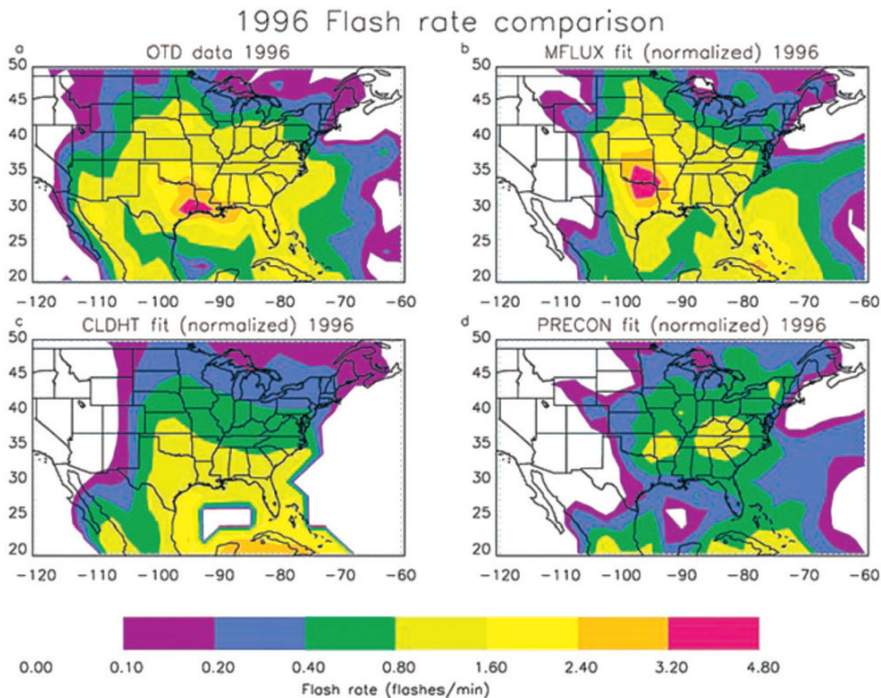 1996 Flash rate comparison
a OTD data 1996
b MFLUX fit (normalized) 1996
50
45
40
35
30
25
20
-120 -100 -90 -80 -70 -60
50
45
40
35
30
25
20
-120 -100 -90 -80 -70 -60
c CLDHT fit (normalized) 1996
d PRECON fit (normalized) 1996
50
45
40
35
30
25
20
-120 -100 -90 -80 -70 -60
50
45
40
35
30
25
20
-120 -100 -90 -80 -70 -60
0.00 0.10 0.20 0.40 0.80 1.60 2.40 3.20 4.80
Flash rate (flashes/min)